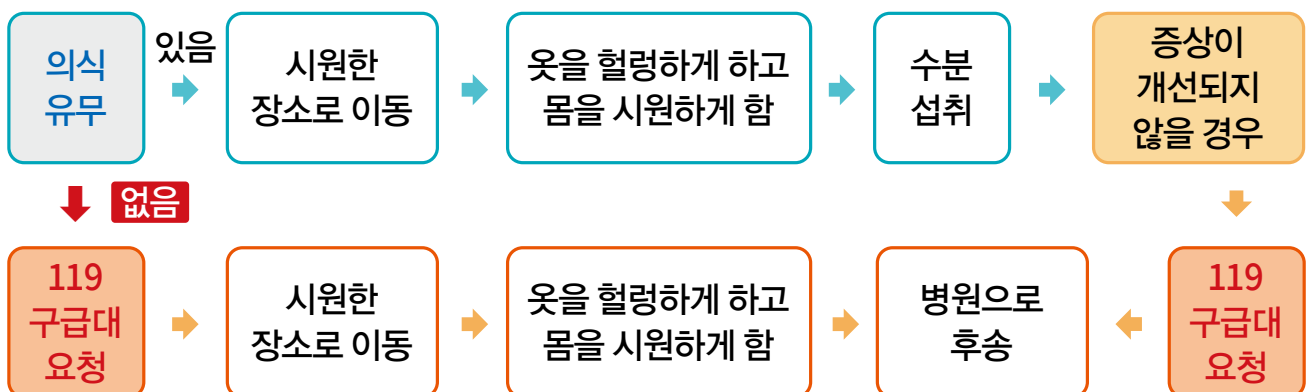 의식
유무
있음
시원한
장소로 이동
옷을 헐렁하게 하고
몸을 시원하게 함
수분
섭취
증상이
개선되지
않을 경우
없음
119
구급대
요청
시원한
장소로 이동
옷을 헐렁하게 하고
몸을 시원하게 함
병원으로
후송
119
구급대
요청